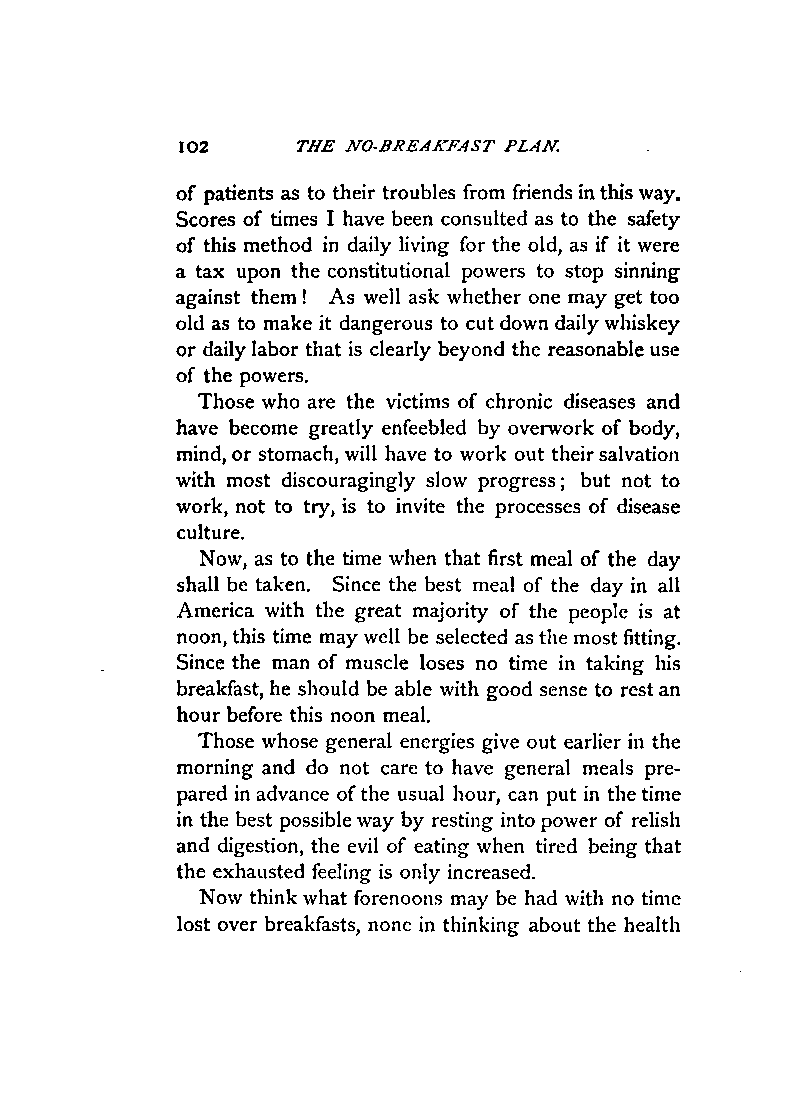 102 THE NO-BREAKFAST PLAN.
of patients as to their troubles from friends in this way.
Scores of times I have been consulted as to the safety
of this method in daily living for the old, as if it were
a tax upon the constitutional powers to stop sinning
against them! As well ask whether one may get too
old as to make it dangerous to cut down daily whiskey
or daily labor that is clearly beyond the reasonable use
of the powers.
Those who are the victims of chronic diseases and
have become greatly enfeebled by overwork of body,
mind, or stomach, will have to work out their salvation
with most discouragingly slow progress; but not to
work, not to try, is to invite the processes of disease
culture.
Now, as to the time when that first meal of the day
shall be taken. Since the best meal of the day in all
America with the great majority of the people is at
noon, this time may well be selected as the most fitting.
Since the man of muscle loses no time in taking his
breakfast, he should be able with good sense to rest an
hour before this noon meal.
Those whose general energies give out earlier in the
morning and do not care to have general meals pre-
pared in advance of the usual hour, can put in the time
in the best possible way by resting into power of relish
and digestion, the evil of eating when tired being that
the exhausted feeling is only increased.
Now think what forenoons may be had with no time
lost over breakfasts, none in thinking about the health